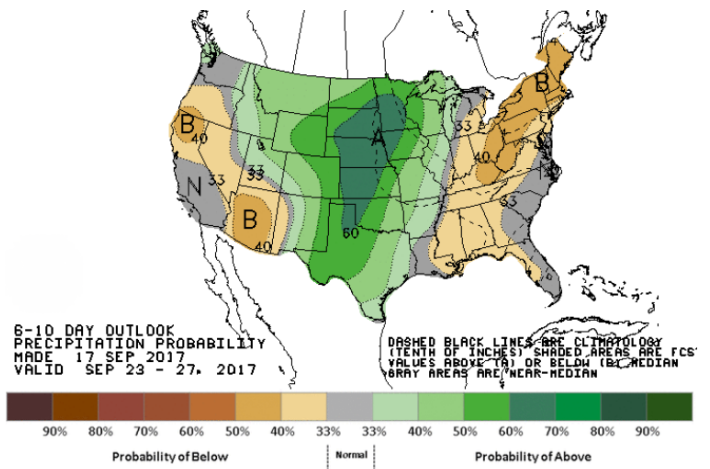 B
A
B
40
33
33
40
33
N
33
33
B
40
60
6-10 DAY OUTLOOK
PRECIPITATION PROBABILITY
MADE 17 SEP 2017
VALID SEP 23 - 27, 2017
DASHED BLACK LINES ARE CLIMATOLOGY
(TENTH OF INCHES) SHADED AREAS ARE FCST
VALUES ABOVE (A) OR BELOW (B) MEDIAN
GRAY AREAS ARE NEAR-MEDIAN
90% 80% 70% 60% 50% 40% 33% 33% 40% 50% 60% 70% 80% 90%
Probability of Below Normal Probability of Above